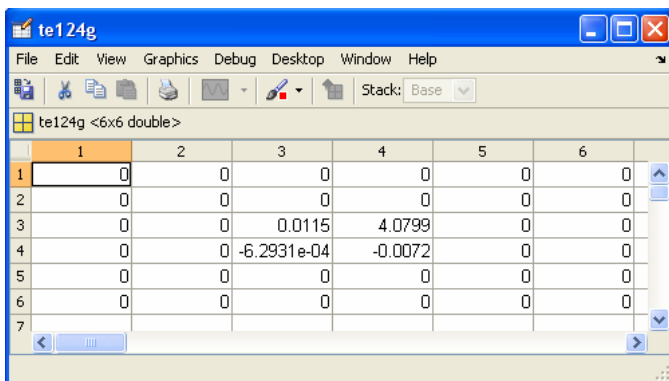 te124g
File Edit View Graphics Debug Desktop Window Help
Stack: Base
te124g <6x6 double>
1 2 3 4 5 6
1 0 0 0 0 0 0
2 0 0 0 0 0 0
3 0 0 0.0115 4.0799 0 0
4 0 0 -6.2931e-04 -0.0072 0 0
5 0 0 0 0 0 0
6 0 0 0 0 0 0
7